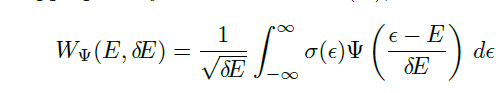 W_Ψ(E, δE) = \frac{1}{\sqrt{δE}} \int_{-∞}^{∞} σ(ϵ)Ψ \left( \frac{ϵ − E}{δE} \right) dϵ